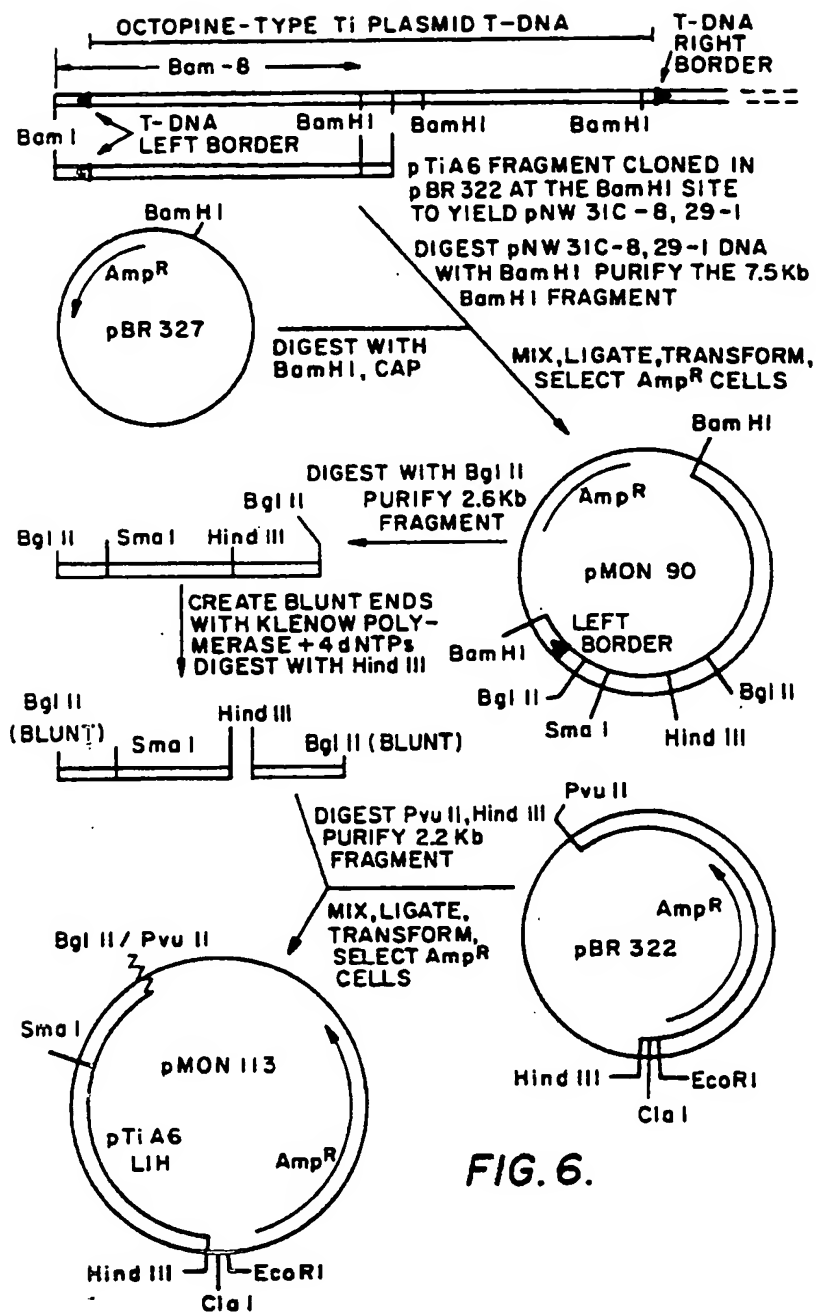 OCTOPINE-TYPE Ti PLASMID T-DNA
T-DNA
RIGHT
BORDER
Bam-8
Bam I
T-DNA
LEFT BORDER
BamHI
BamHI
BamHI
pTiA6 FRAGMENT CLONED IN
pBR 322 AT THE BamHI SITE
TO YIELD pNW 31C-8, 29-1
DIGEST pNW 31C-8, 29-1 DNA
WITH BamHI PURIFY THE 7.5Kb
BamHI FRAGMENT
BamHI
AmpR
pBR 327
DIGEST WITH
BamHI, CAP
MIX, LIGATE, TRANSFORM,
SELECT AmpR CELLS
BamHI
AmpR
pMON 90
LEFT
BORDER
BamHI
Bgl II
Sma I
Hind III
Bgl II
DIGEST WITH Bgl II
PURIFY 2.6Kb
FRAGMENT
Bgl II
Sma I
Hind III
Bgl II
CREATE BLUNT ENDS
WITH KLENOW POLY-
MERASE + 4 dNTPs
DIGEST WITH Hind III
Bgl II
(BLUNT)
Sma I
Hind III
Bgl II (BLUNT)
DIGEST Pvu II, Hind III
PURIFY 2.2 Kb
FRAGMENT
Pvu II
AmpR
pBR 322
Hind III
Cla I
EcoRI
MIX, LIGATE,
TRANSFORM,
SELECT AmpR
CELLS
Bgl II / Pvu II
Sma I
pMON 113
pTiA6
LIH
AmpR
Hind III
Cla I
EcoRI
FIG. 6.